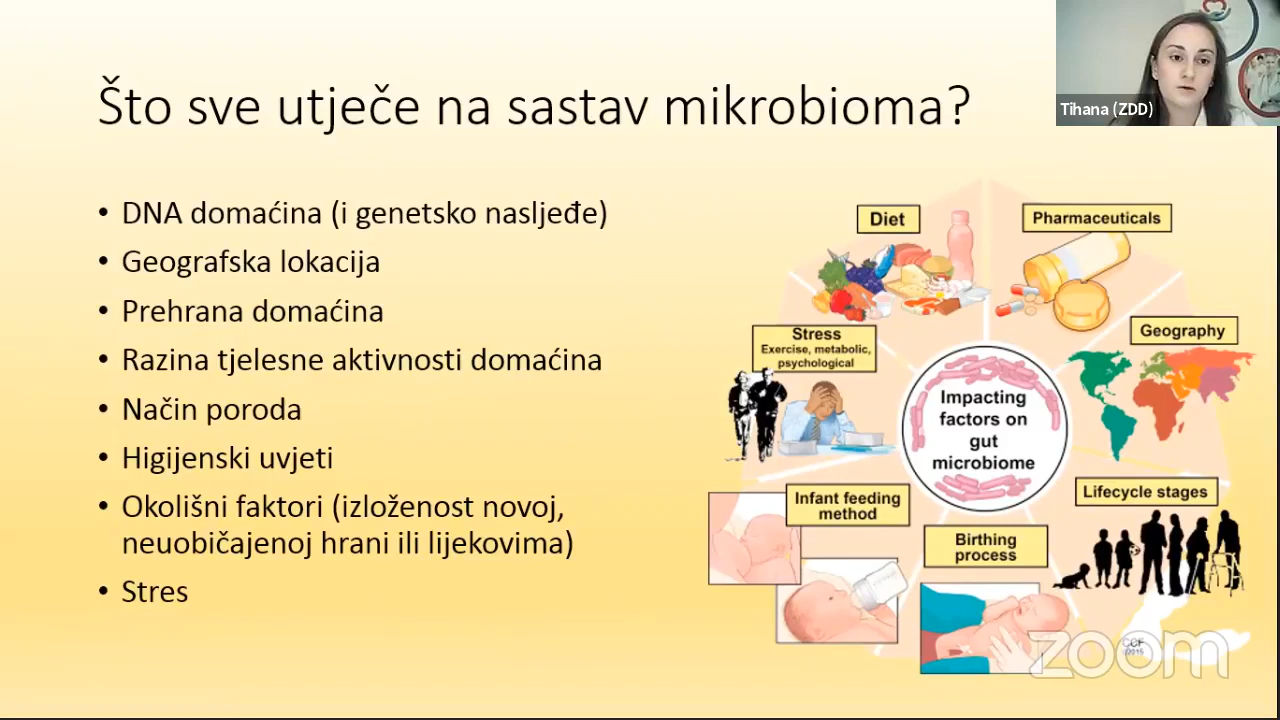 Što sve utječe na sastav mikrobioma?
Tihana (ZDD)
• DNA domaćina (i genetsko nasljeđe)
• Geografska lokacija
• Prehrana domaćina
• Razina tjelesne aktivnosti domaćina
• Način poroda
• Higijenski uvjeti
• Okolišni faktori (izloženost novoj,
neuobičajenoj hrani ili lijekovima)
• Stres
Diet
Pharmaceuticals
Stress
Exercise, metabolic,
psychological
Geography
Impacting
factors on
gut
microbiome
Infant feeding
method
Lifecycle stages
Birthing
process
CCF
2015
zoom